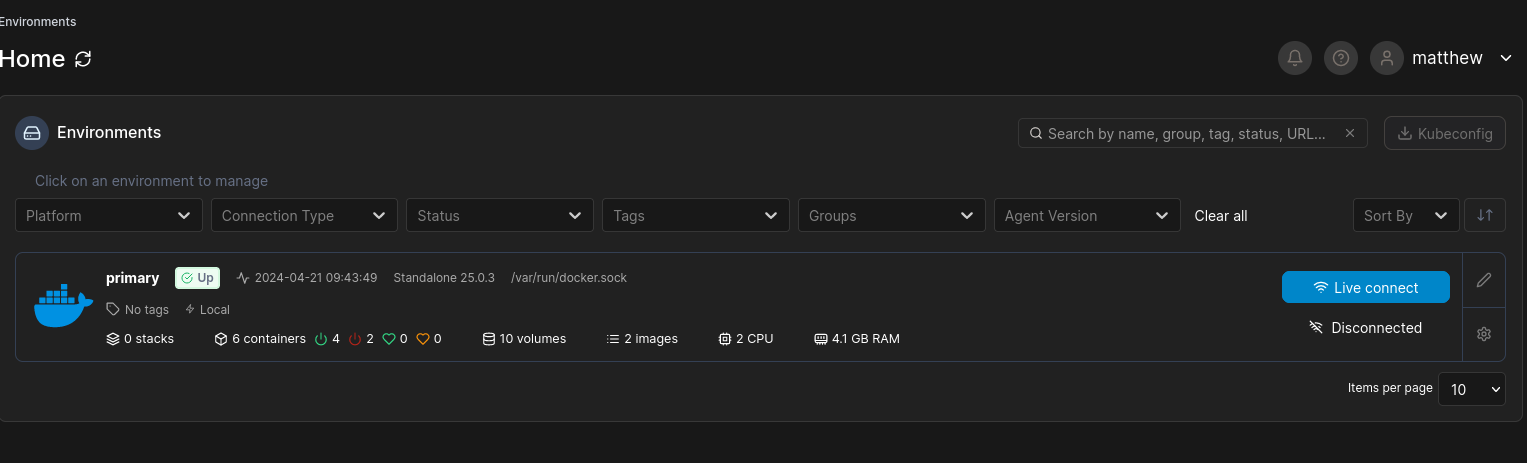 Environments
Home
matthew
Environments
Search by name, group, tag, status, URL...
Kubeconfig
Click on an environment to manage
Platform Connection Type Status Tags Groups Agent Version Clear all Sort By
primary Up 2024-04-21 09:43:49 Standalone 25.0.3 /var/run/docker.sock
Live connect
No tags Local
Disconnected
0 stacks 6 containers 4 2 0 0 10 volumes 2 images 2 CPU 4.1 GB RAM
Items per page 10